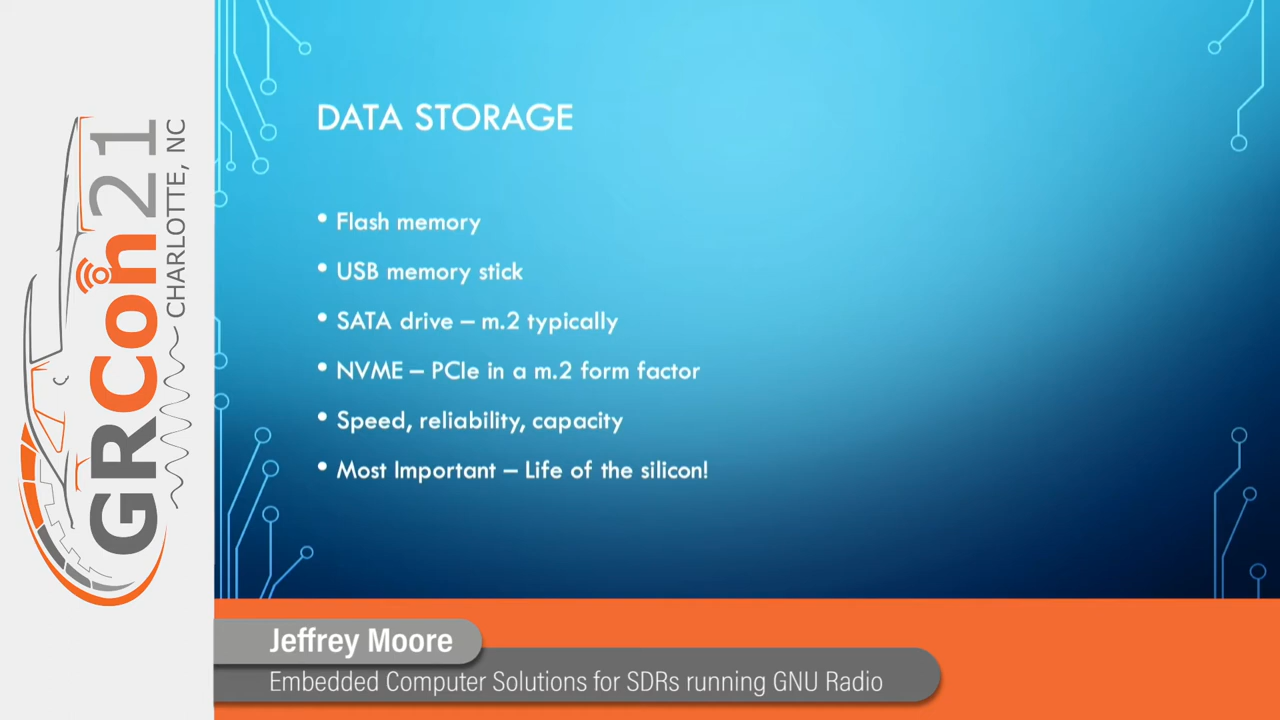 GRCon21
CHARLOTTE, NC
DATA STORAGE
• Flash memory
• USB memory stick
• SATA drive – m.2 typically
• NVME – PCIe in a m.2 form factor
• Speed, reliability, capacity
• Most Important – Life of the silicon!
Jeffrey Moore
Embedded Computer Solutions for SDRs running GNU Radio